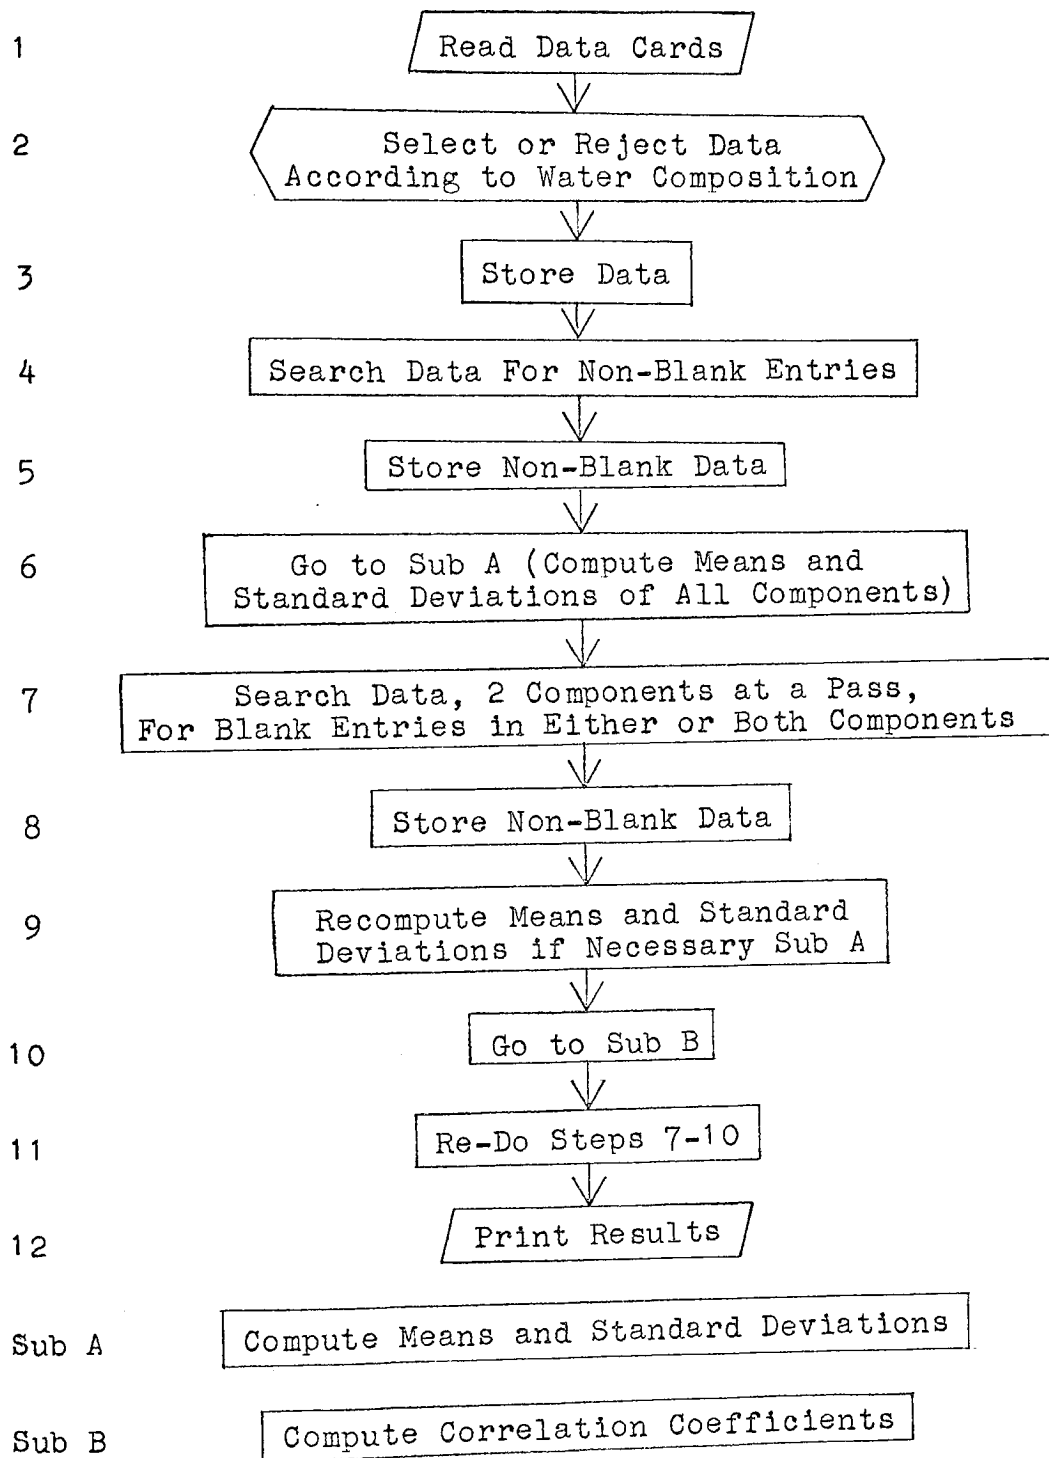 1
Read Data Cards
2
Select or Reject Data
According to Water Composition
3
Store Data
4
Search Data For Non-Blank Entries
5
Store Non-Blank Data
6
Go to Sub A (Compute Means and
Standard Deviations of All Components)
7
Search Data, 2 Components at a Pass,
For Blank Entries in Either or Both Components
8
Store Non-Blank Data
9
Recompute Means and Standard
Deviations if Necessary Sub A
10
Go to Sub B
11
Re-Do Steps 7-10
12
Print Results
Sub A
Compute Means and Standard Deviations
Sub B
Compute Correlation Coefficients